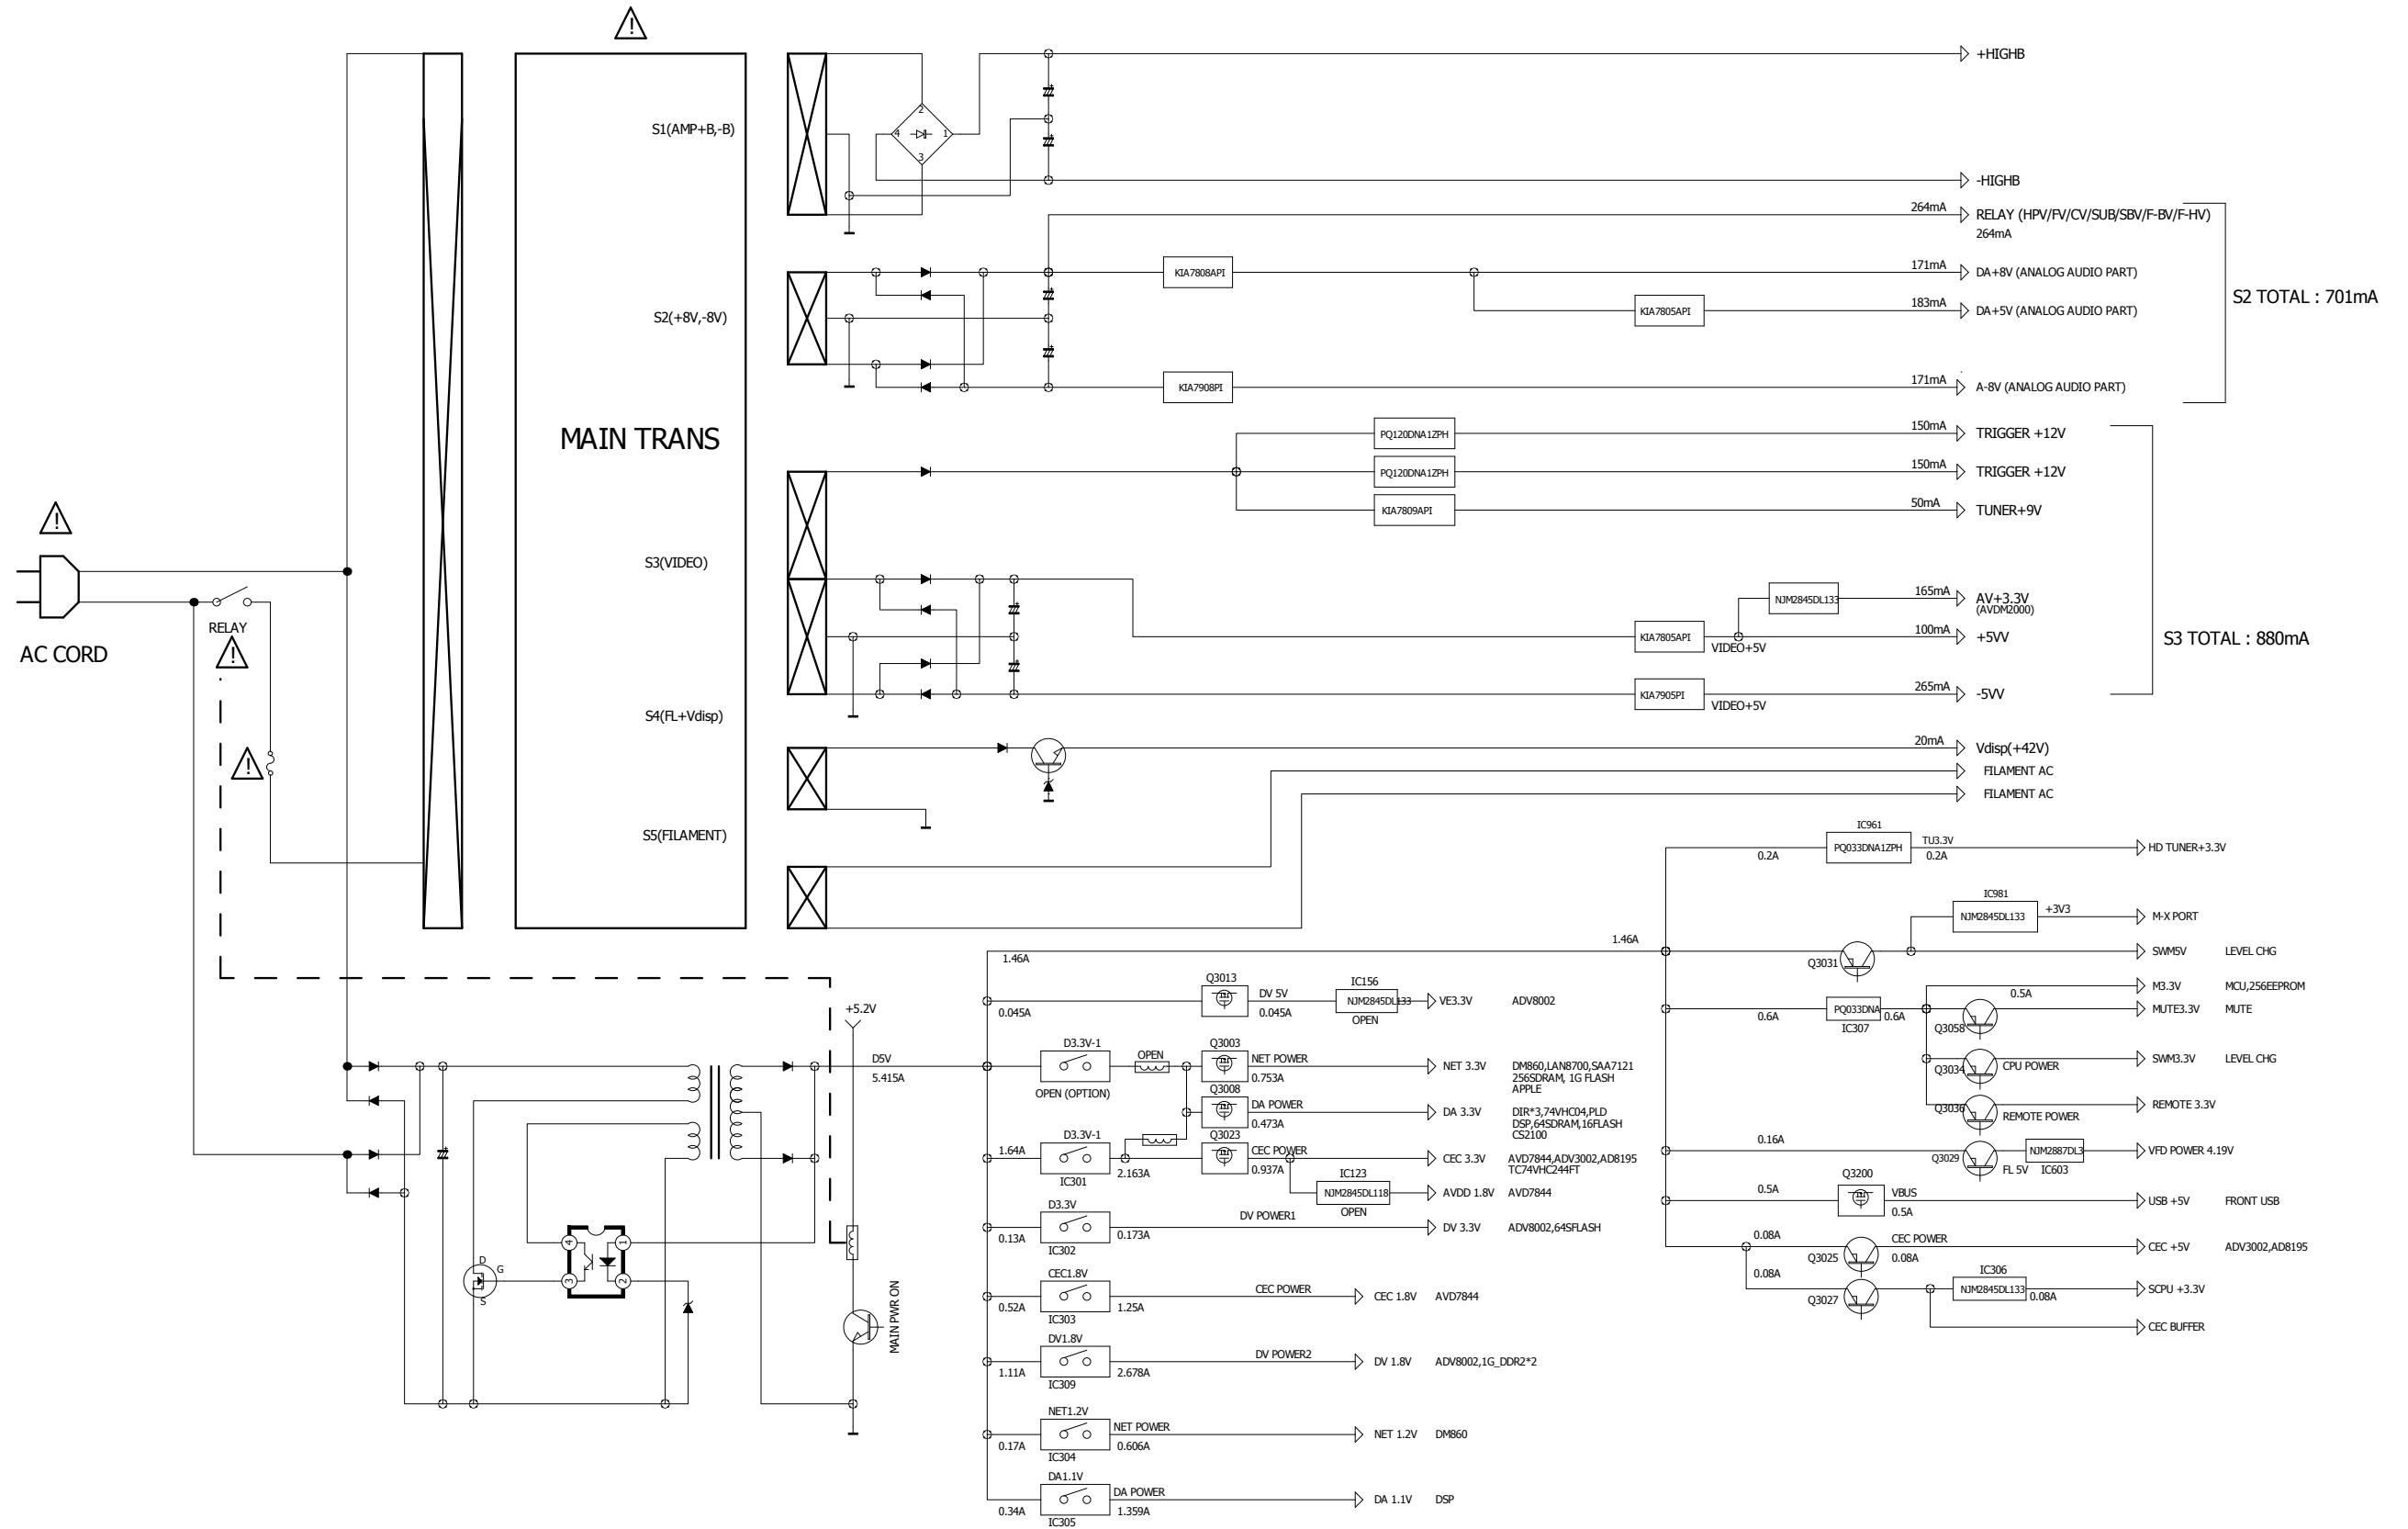 +HIGHB
S1(AMP+B,-B)
2
4
1
3
-HIGHB
264mA
RELAY (HPV/FV/CV/SUB/SBV/F-BV/F-HV)
264mA
S2(+8V,-8V)
KIA7808API
171mA
DA+8V (ANALOG AUDIO PART)
S2 TOTAL : 701mA
KIA7805API
183mA
DA+5V (ANALOG AUDIO PART)
KIA7908PI
171mA
A-8V (ANALOG AUDIO PART)
MAIN TRANS
PQ120DNA1ZPH
150mA
TRIGGER +12V
PQ120DNA1ZPH
150mA
TRIGGER +12V
KIA7809API
50mA
TUNER+9V
S3(VIDEO)
NJM2845DL133
165mA
AV+3.3V
(AVDM2000)
KIA7805API
VIDEO+5V
100mA
+5VV
S3 TOTAL : 880mA
KIA7905PI
VIDEO+5V
265mA
-5VV
RELAY
AC CORD
S4(FL+Vdisp)
20mA
Vdisp(+42V)
FILAMENT AC
FILAMENT AC
S5(FILAMENT)
IC961
0.2A
PQ033DNA1ZPH
TU3.3V
0.2A
HD TUNER+3.3V
IC981
NJM2845DL133
+3V3
M-X PORT
1.46A
1.46A
Q3031
SWM5V
LEVEL CHG
M3.3V
MCU,256EEPROM
0.5A
0.6A
PQ033DNA
IC307
0.6A
Q3058
MUTE3.3V
MUTE
Q3034
CPU POWER
SWM3.3V
LEVEL CHG
Q3036
REMOTE POWER
REMOTE 3.3V
0.16A
Q3029
FL 5V
NJM2887DL3
IC603
VFD POWER 4.19V
0.5A
Q3200
VBUS
0.5A
USB +5V
FRONT USB
0.08A
Q3025
CEC POWER
0.08A
CEC +5V
ADV3002,AD8195
0.08A
Q3027
IC306
NJM2845DL133
0.08A
SCPU +3.3V
CEC BUFFER
+5.2V
D5V
5.415A
MAIN PWR ON
D
G
S
4
1
3
2
0.045A
Q3013
DV 5V
0.045A
IC156
NJM2845DL133
OPEN
VE3.3V
ADV8002
D3.3V-1
OPEN (OPTION)
OPEN
Q3003
NET POWER
0.753A
NET 3.3V
DM860,LAN8700,SAA7121
256SDRAM, 1G FLASH
APPLE
Q3008
DA POWER
0.473A
DA 3.3V
DIR*3,74VHC04,PLD
DSP,64SDRAM,16FLASH
CS2100
1.64A
D3.3V-1
IC301
2.163A
Q3023
CEC POWER
0.937A
CEC 3.3V
AVD7844,ADV3002,AD8195
TC74VHC244FT
IC123
NJM2845DL118
OPEN
AVDD 1.8V
AVD7844
0.13A
D3.3V
IC302
0.173A
DV POWER1
DV 3.3V
ADV8002,64SFLASH
0.52A
CEC1.8V
IC303
1.25A
CEC POWER
CEC 1.8V
AVD7844
1.11A
DV1.8V
IC309
2.678A
DV POWER2
DV 1.8V
ADV8002,1G_DDR2*2
0.17A
NET1.2V
IC304
NET POWER
0.606A
NET 1.2V
DM860
0.34A
DA1.1V
IC305
DA POWER
1.359A
DA 1.1V
DSP